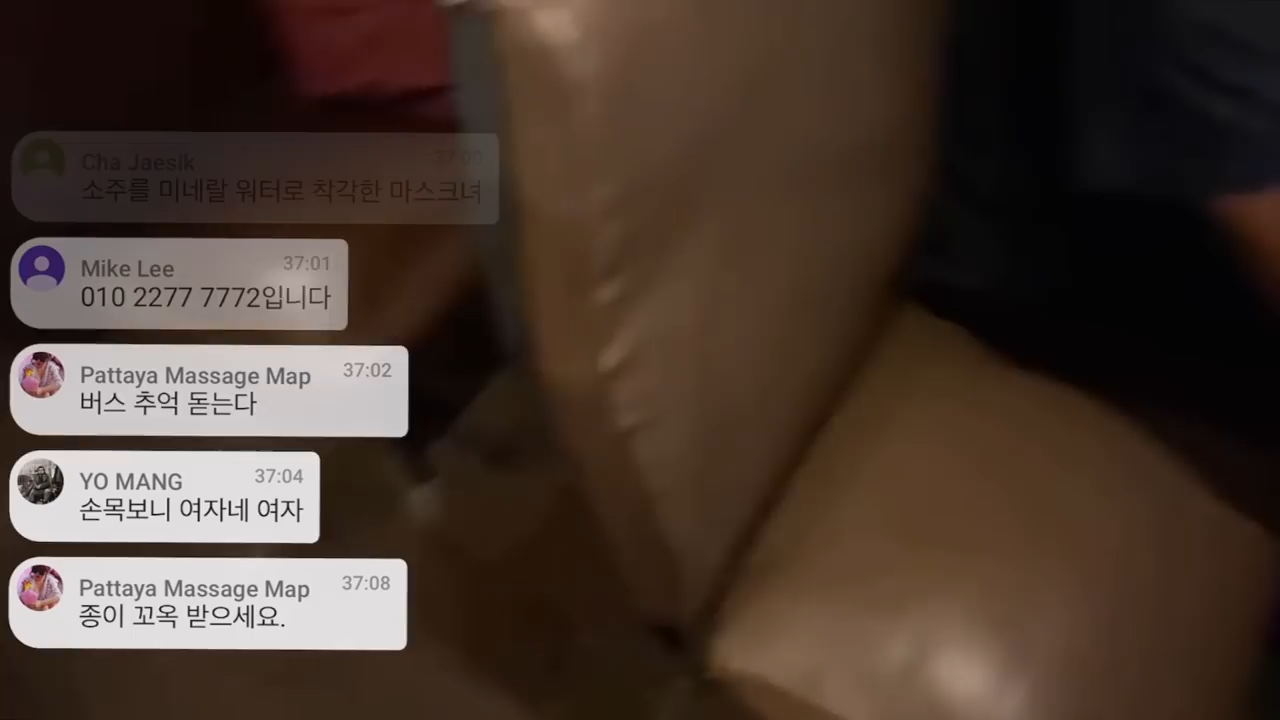 Cha Jaesik 37:00
소주를 미네랄 워터로 착각한 마스크녀
Mike Lee 37:01
010 2277 7772입니다
Pattaya Massage Map 37:02
버스 추억 돋는다
YO MANG 37:04
손목보니 여자네 여자
Pattaya Massage Map 37:08
종이 꼬옥 받으세요.